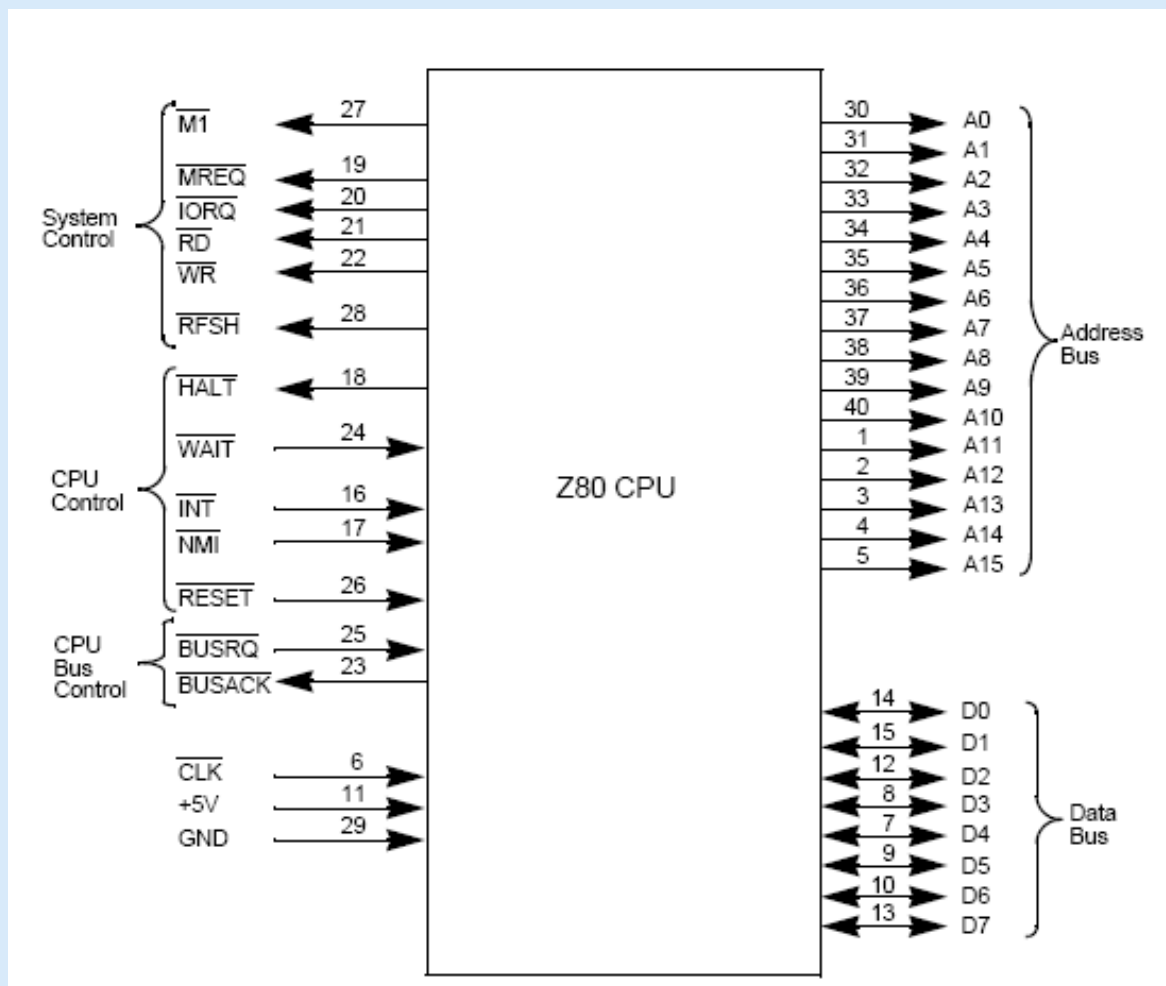 27
M1
19
MREQ
20
IORQ
System
Control
21
RD
22
WR
28
RFSH
18
HALT
24
WAIT
CPU
Control
16
INT
17
NMI
26
RESET
CPU
Bus
Control
25
BUSRQ
23
BUSACK
6
CLK
11
+5V
29
GND
Z80 CPU
30 A0
31 A1
32 A2
33 A3
34 A4
35 A5
36 A6
37 A7
38 A8
39 A9
40 A10
1 A11
2 A12
3 A13
4 A14
5 A15
Address
Bus
14 D0
15 D1
12 D2
8 D3
7 D4
9 D5
10 D6
13 D7
Data
Bus